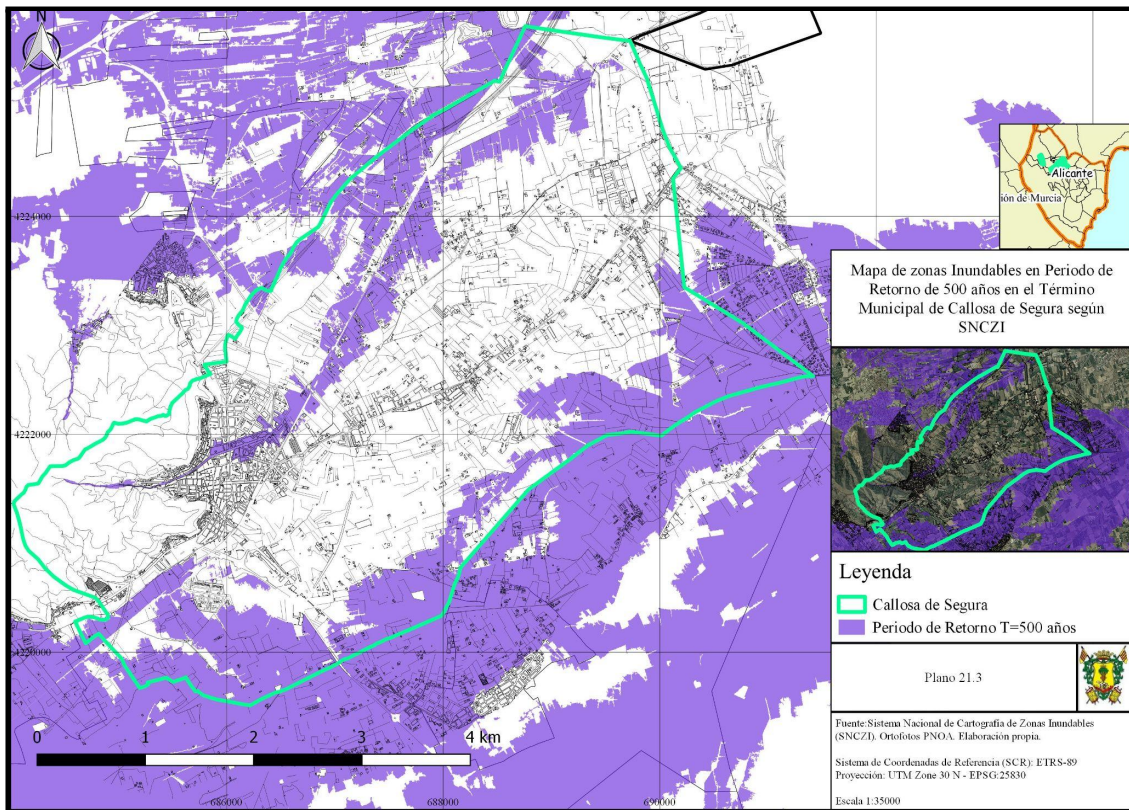 N
4224000
4222000
4220000
686000
688000
690000
0 1 2 3 4 km
Alicante
ión de Murcia
Mapa de zonas Inundables en Periodo de
Retorno de 500 años en el Término
Municipal de Callosa de Segura según
SNCZI
Leyenda
Callosa de Segura
Periodo de Retorno T=500 años
Plano 21.3
Fuente:Sistema Nacional de Cartografía de Zonas Inundables
(SNCZI). Ortofotos PNOA. Elaboración propia.
Sistema de Coordenadas de Referencia (SCR): ETRS-89
Proyección: UTM Zone 30 N - EPSG:25830
Escala 1:35000